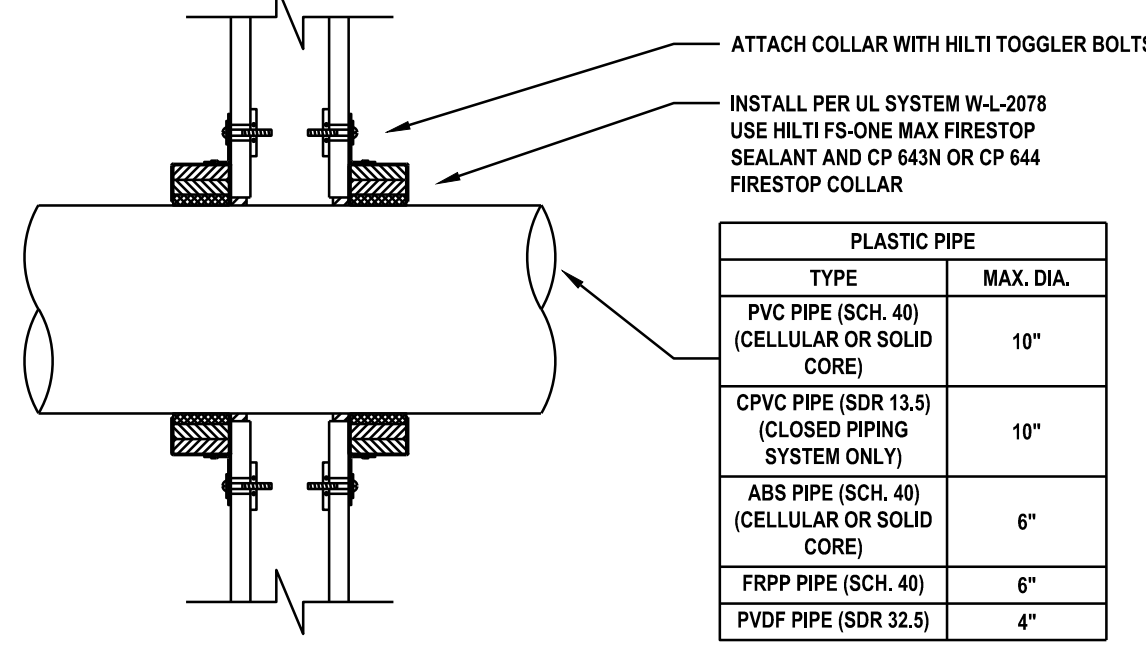 ATTACH COLLAR WITH HILTI TOGGLER BOLTS
INSTALL PER UL SYSTEM W-L-2078
USE HILTI FS-ONE MAX FIRESTOP
SEALANT AND CP 643N OR CP 644
FIRESTOP COLLAR
PLASTIC PIPE
TYPE MAX. DIA.
PVC PIPE (SCH. 40)
(CELLULAR OR SOLID
CORE)
10"
CPVC PIPE (SDR 13.5)
(CLOSED PIPING
SYSTEM ONLY)
10"
ABS PIPE (SCH. 40)
(CELLULAR OR SOLID
CORE)
6"
FRPP PIPE (SCH. 40) 6"
PVDF PIPE (SDR 32.5) 4"